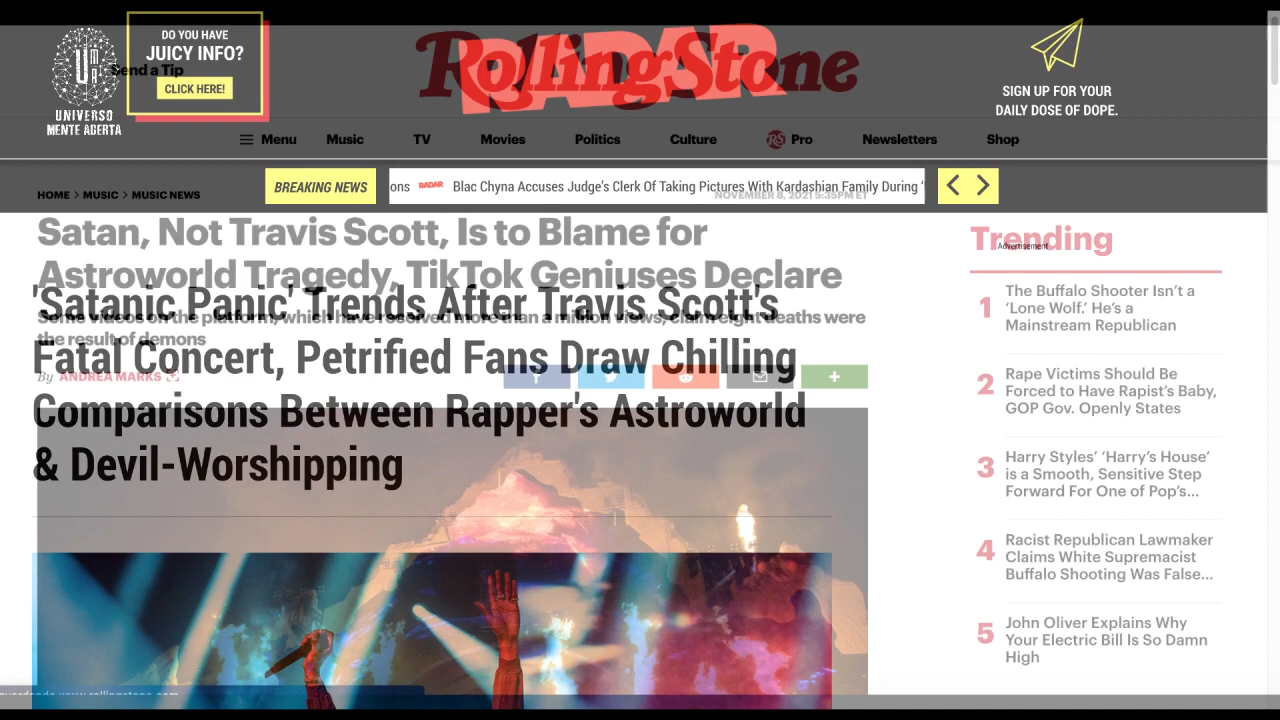 DO YOU HAVE
JUICY INFO?
Send a Tip
CLICK HERE!
UNIVERSO
MENTE ABERTA
RollingStone
RADAR
SIGN UP FOR YOUR
DAILY DOSE OF DOPE.
Menu Music TV Movies Politics Culture RS Pro Newsletters Shop
HOME > MUSIC > MUSIC NEWS
BREAKING NEWS
ons RADAR Blac Chyna Accuses Judge's Clerk Of Taking Pictures With Kardashian Family During '
NOVEMBER 8, 2021 5:35PM ET
Satan, Not Travis Scott, Is to Blame for
Astroworld Tragedy, TikTok Geniuses Declare
Some videos on the platform, which have received more than a million views, claim eight deaths were
the result of demons
By ANDREA MARKS
'Satanic Panic' Trends After Travis Scott's
Fatal Concert, Petrified Fans Draw Chilling
Comparisons Between Rapper's Astroworld
& Devil-Worshipping
Advertisement
Trending
1 The Buffalo Shooter Isn't a
'Lone Wolf.' He's a
Mainstream Republican
2 Rape Victims Should Be
Forced to Have Rapist's Baby,
GOP Gov. Openly States
3 Harry Styles' 'Harry's House'
is a Smooth, Sensitive Step
Forward For One of Pop's...
4 Racist Republican Lawmaker
Claims White Supremacist
Buffalo Shooting Was False...
5 John Oliver Explains Why
Your Electric Bill Is So Damn
High
www.rollingstone.com